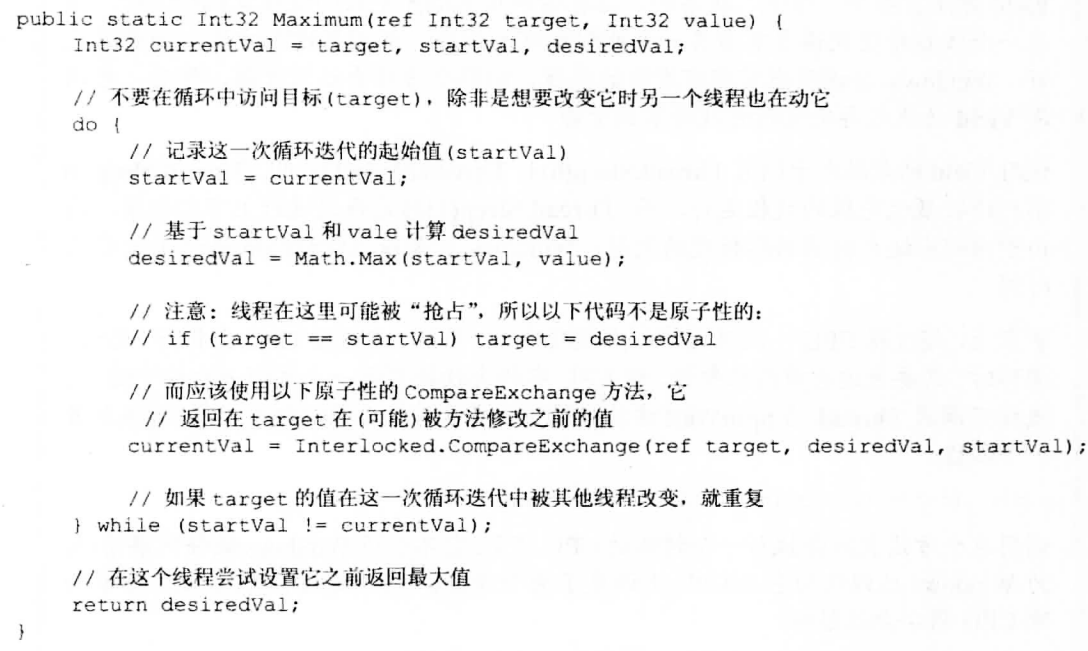 public static Int32 Maximum(ref Int32 target, Int32 value) {
Int32 currentVal = target, startVal, desiredVal;
// 不要在循环中访问目标(target)，除非是想要改变它时另一个线程也在动它
do {
// 记录这一次循环迭代的起始值(startVal)
startVal = currentVal;
// 基于 startVal 和 vale 计算 desiredVal
desiredVal = Math.Max(startVal, value);
// 注意：线程在这里可能被“抢占”，所以以下代码不是原子性的：
// if (target == startVal) target = desiredVal
// 而应该使用以下原子性的 CompareExchange 方法，它
// 返回在 target 在(可能)被方法修改之前的值
currentVal = Interlocked.CompareExchange(ref target, desiredVal, startVal);
// 如果 target 的值在这一次循环迭代中被其他线程改变，就重复
} while (startVal != currentVal);
// 在这个线程尝试设置它之前返回最大值
return desiredVal;
}